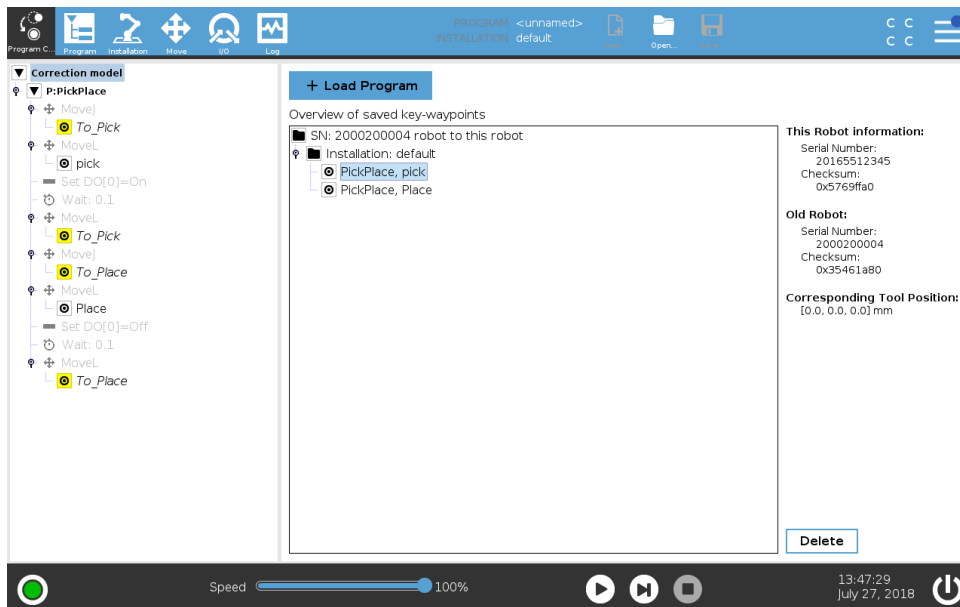 PROGRAM <unnamed>
INSTALLATION default
C C
C C
Program C...
Program
Installation
Move
I/O
Log
Open...
Correction model
P:PickPlace
MoveJ
To_Pick
MoveL
pick
Set DO[0]=On
Wait: 0.1
MoveL
To_Pick
MoveJ
To_Place
MoveL
Place
Set DO[0]=Off
Wait: 0.1
MoveL
To_Place
+ Load Program
Overview of saved key-waypoints
SN: 2000200004 robot to this robot
Installation: default
PickPlace, pick
PickPlace, Place
This Robot information:
Serial Number:
20165512345
Checksum:
0x5769ffa0
Old Robot:
Serial Number:
2000200004
Checksum:
0x35461a80
Corresponding Tool Position:
[0.0, 0.0, 0.0] mm
Delete
Speed
100%
13:47:29
July 27, 2018